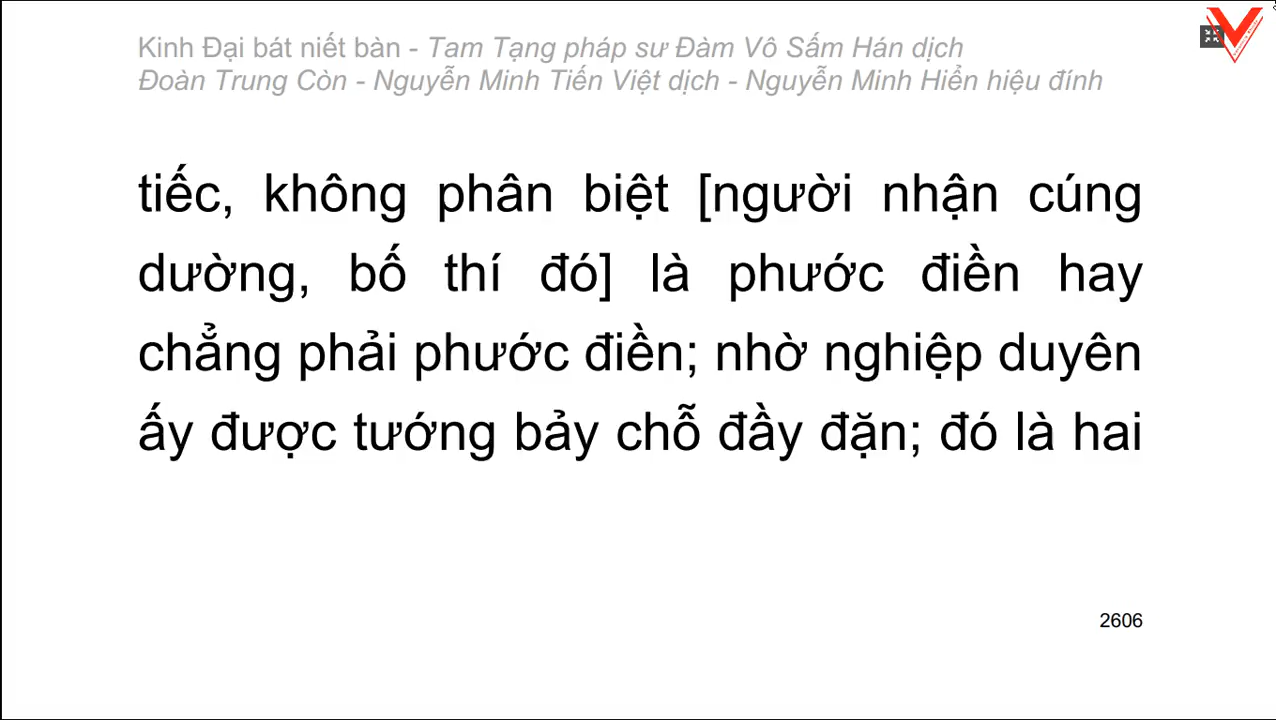 Kinh Đại bát niết bàn - Tam Tạng pháp sư Đàm Vô Sấm Hán dịch
Đoàn Trung Còn - Nguyễn Minh Tiến Việt dịch - Nguyễn Minh Hiển hiệu đính
tiếc, không phân biệt [người nhận cúng
dường, bố thí đó] là phước điền hay
chẳng phải phước điền; nhờ nghiệp duyên
ấy được tướng bảy chỗ đầy đặn; đó là hai
2606